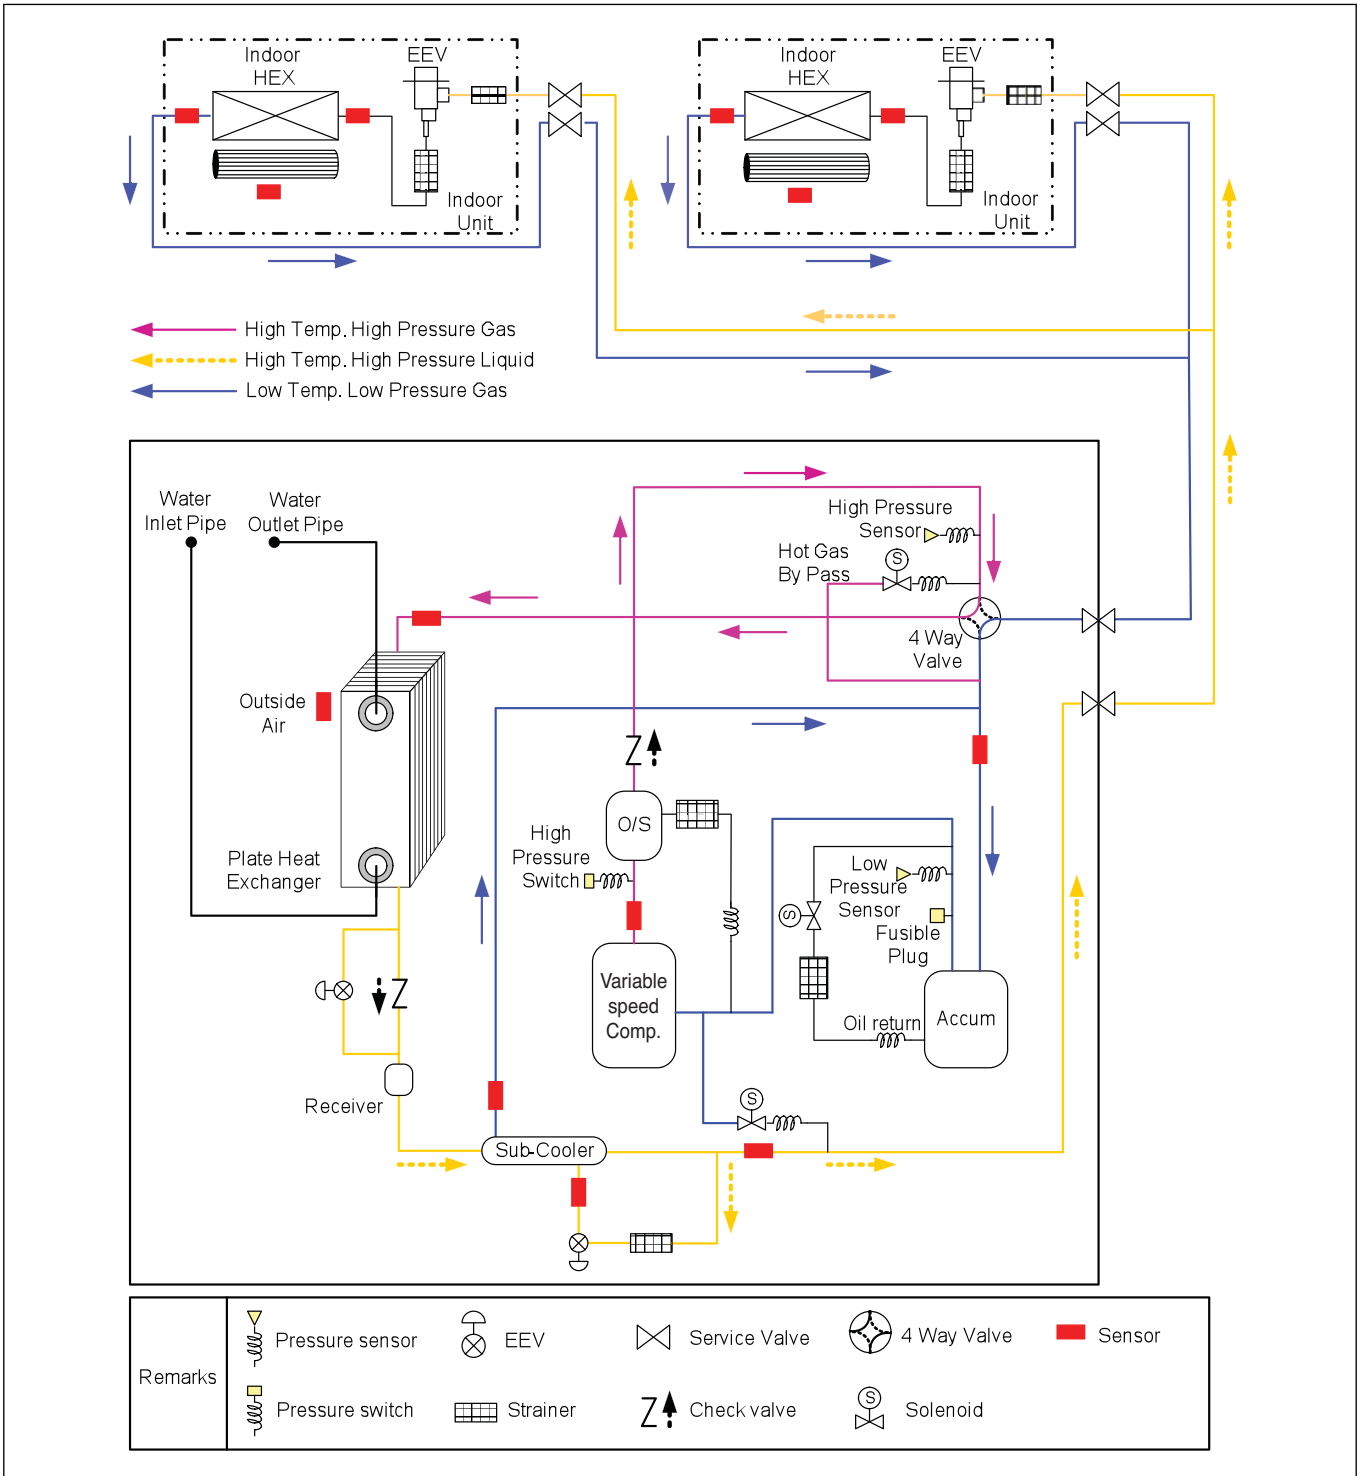 Indoor
HEX
EEV
Indoor
Unit
Indoor
HEX
EEV
Indoor
Unit
High Temp. High Pressure Gas
High Temp. High Pressure Liquid
Low Temp. Low Pressure Gas
Water
Inlet Pipe
Water
Outlet Pipe
High Pressure
Sensor
S
Hot Gas
By Pass
4 Way
Valve
Outside
Air
O/S
High
Pressure
Switch
Plate Heat
Exchanger
Low
Pressure
Sensor
S
Fusible
Plug
Variable
speed
Comp.
Oil return
Accum
Receiver
S
Sub-Cooler
Remarks
Pressure sensor
EEV
Service Valve
4 Way Valve
Sensor
Pressure switch
Strainer
Check valve
S
Solenoid